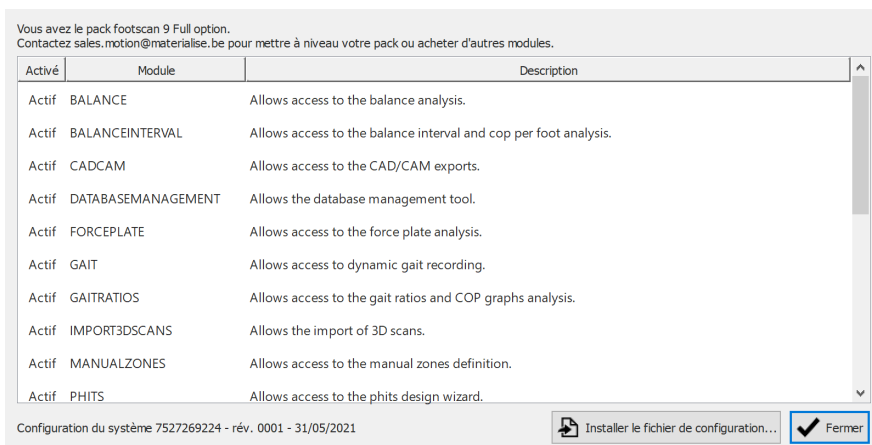 Vous avez le pack footscan 9 Full option.
Contactez sales.motion@materialise.be pour mettre à niveau votre pack ou acheter d'autres modules.
Activé Module Description
Actif BALANCE Allows access to the balance analysis.
Actif BALANCEINTERVAL Allows access to the balance interval and cop per foot analysis.
Actif CADCAM Allows access to the CAD/CAM exports.
Actif DATABASEMANAGEMENT Allows the database management tool.
Actif FORCEPLATE Allows access to the force plate analysis.
Actif GAIT Allows access to dynamic gait recording.
Actif GAITRATIOS Allows access to the gait ratios and COP graphs analysis.
Actif IMPORT3DSCANS Allows the import of 3D scans.
Actif MANUALZONES Allows access to the manual zones definition.
Actif PHITS Allows access to the phits design wizard.
Configuration du système 7527269224 - rév. 0001 - 31/05/2021 Installer le fichier de configuration... Fermer